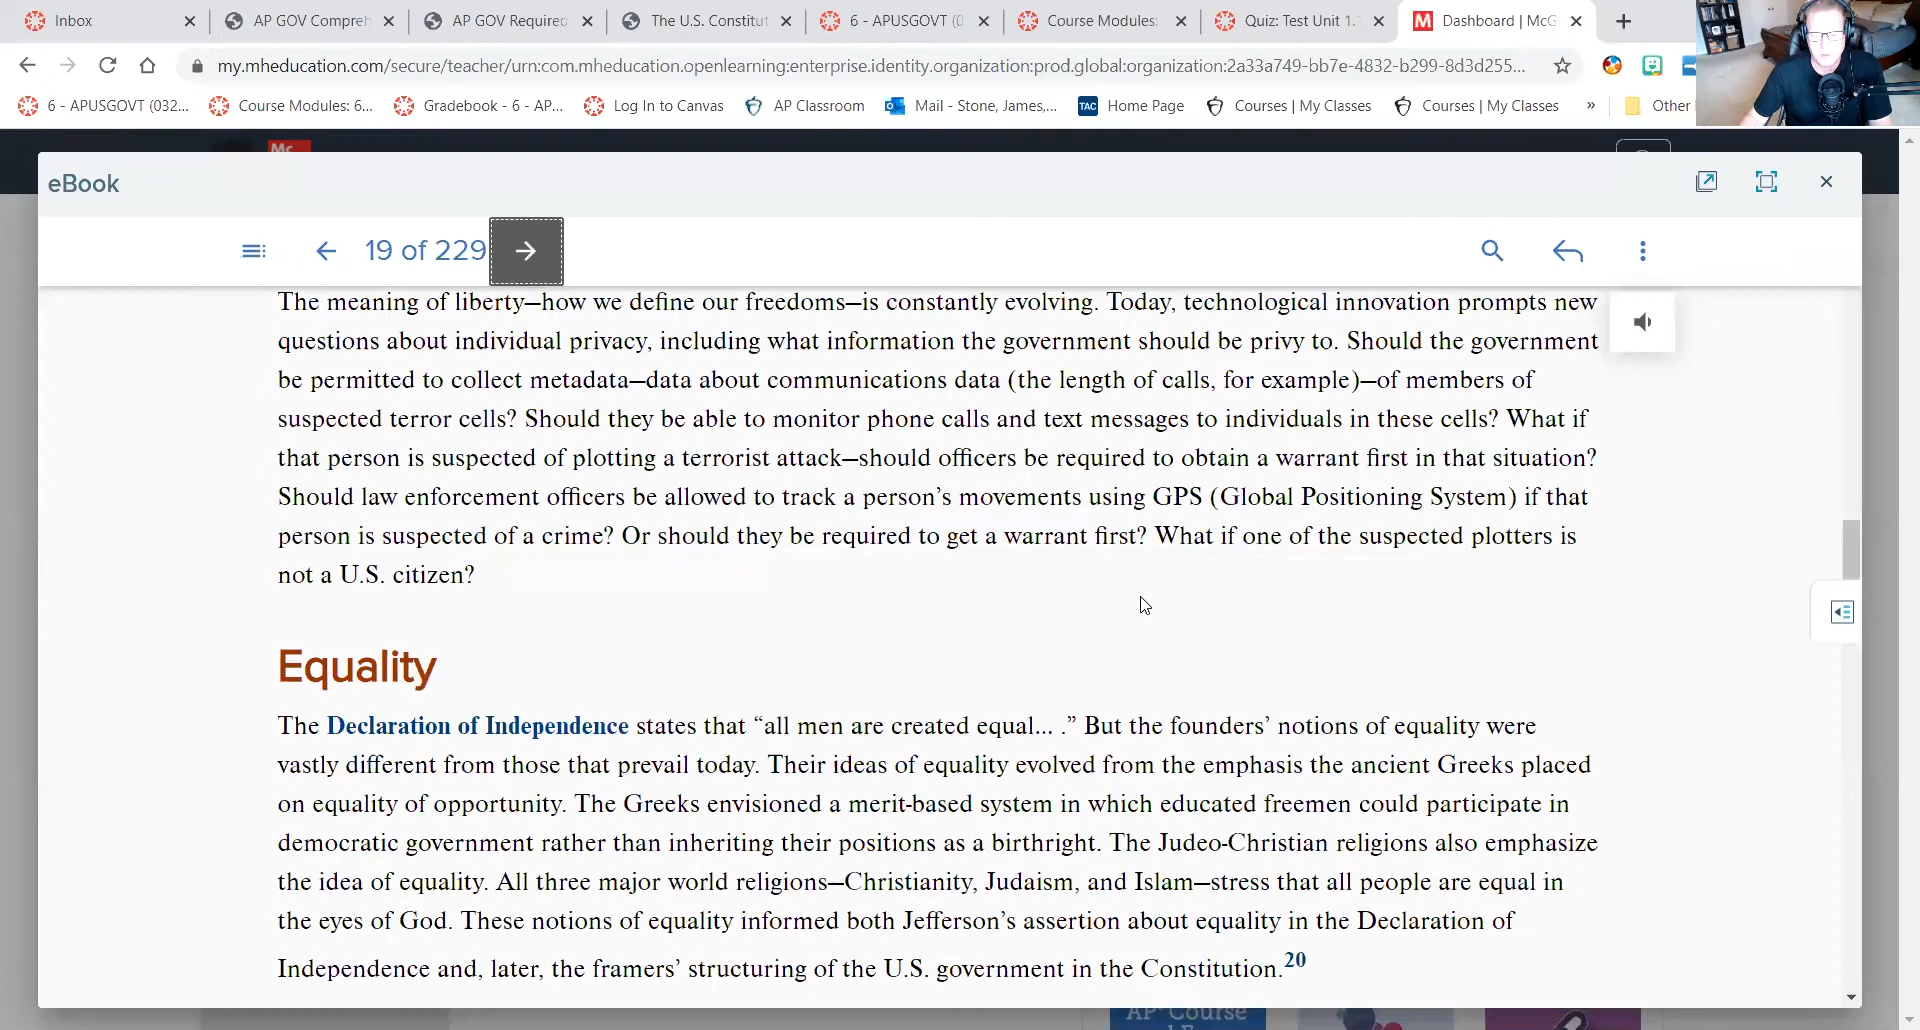 Inbox
AP GOV Compreh
AP GOV Required
The U.S. Constitut
6 - APUSGOVT (0
Course Modules:
Quiz: Test Unit 1.
Dashboard | McG
my.mheducation.com/secure/teacher/urn:com.mheducation.openlearning:enterprise.identity.organization:prod.global:organization:2a33a749-bb7e-4832-b299-8d3d255...
6 - APUSGOVT (032...
Course Modules: 6...
Gradebook - 6 - AP...
Log In to Canvas
AP Classroom
Mail - Stone, James,...
TAC Home Page
Courses | My Classes
Courses | My Classes
»
Other
Mc
eBook
19 of 229
The meaning of liberty—how we define our freedoms—is constantly evolving. Today, technological innovation prompts new
questions about individual privacy, including what information the government should be privy to. Should the government
be permitted to collect metadata—data about communications data (the length of calls, for example)—of members of
suspected terror cells? Should they be able to monitor phone calls and text messages to individuals in these cells? What if
that person is suspected of plotting a terrorist attack—should officers be required to obtain a warrant first in that situation?
Should law enforcement officers be allowed to track a person’s movements using GPS (Global Positioning System) if that
person is suspected of a crime? Or should they be required to get a warrant first? What if one of the suspected plotters is
not a U.S. citizen?
Equality
The Declaration of Independence states that “all men are created equal... .” But the founders’ notions of equality were
vastly different from those that prevail today. Their ideas of equality evolved from the emphasis the ancient Greeks placed
on equality of opportunity. The Greeks envisioned a merit-based system in which educated freemen could participate in
democratic government rather than inheriting their positions as a birthright. The Judeo-Christian religions also emphasize
the idea of equality. All three major world religions—Christianity, Judaism, and Islam—stress that all people are equal in
the eyes of God. These notions of equality informed both Jefferson’s assertion about equality in the Declaration of
Independence and, later, the framers’ structuring of the U.S. government in the Constitution.20
AP Course